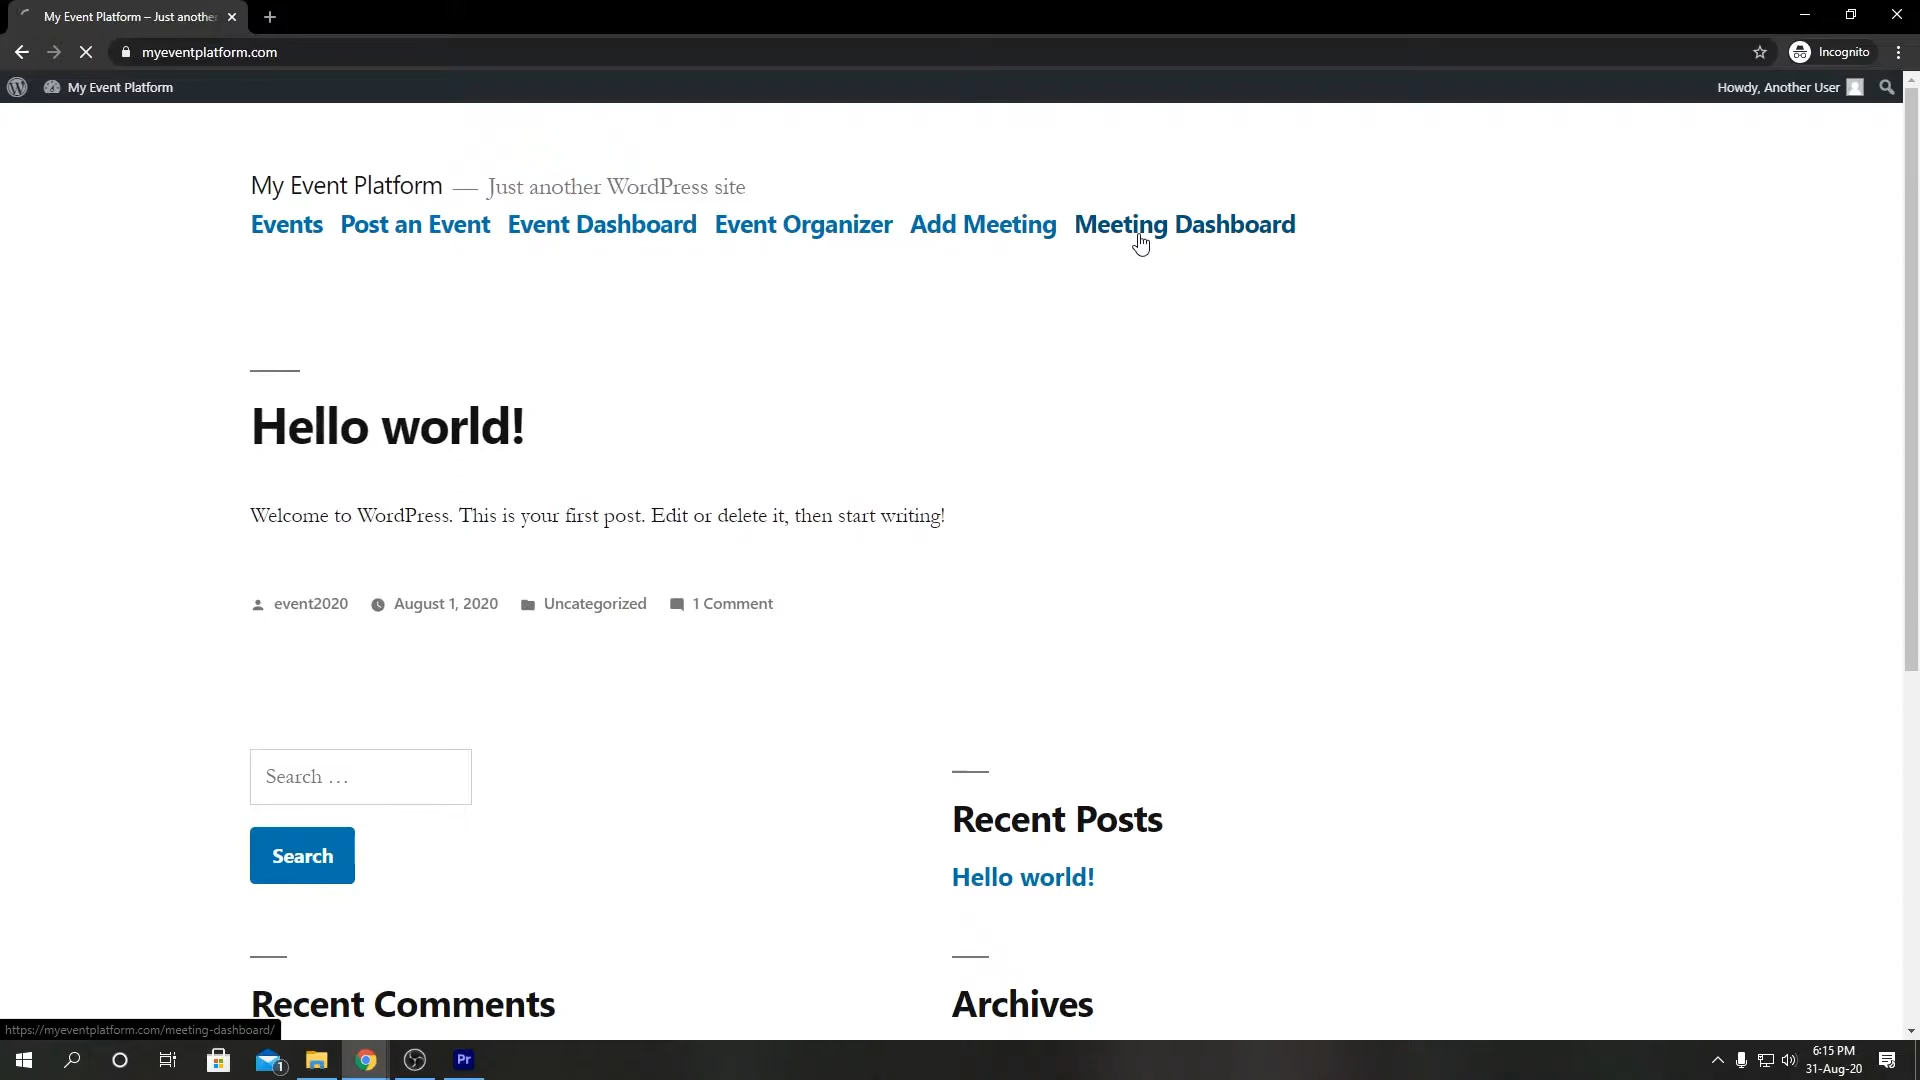 My Event Platform – Just another
myeventplatform.com
Incognito
My Event Platform
Howdy, Another User
My Event Platform — Just another WordPress site
Events Post an Event Event Dashboard Event Organizer Add Meeting Meeting Dashboard
Hello world!
Welcome to WordPress. This is your first post. Edit or delete it, then start writing!
event2020 August 1, 2020 Uncategorized 1 Comment
Search …
Search
Recent Posts
Hello world!
Recent Comments
Archives
https://myeventplatform.com/meeting-dashboard/
1
Pr
6:15 PM
31-Aug-20